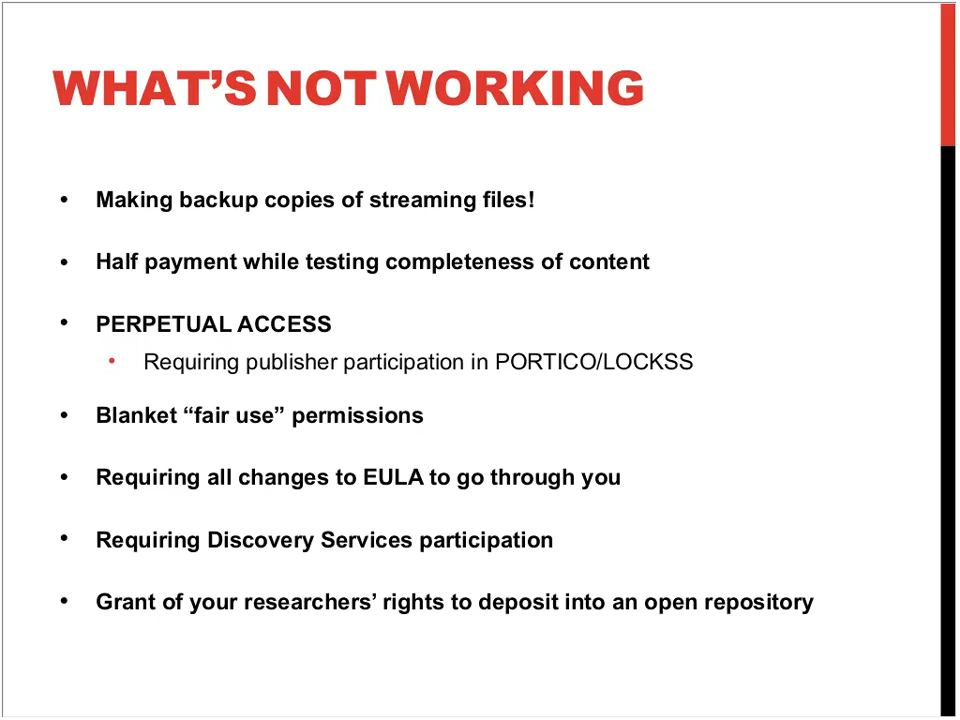 WHAT’S NOT WORKING
• Making backup copies of streaming files!
• Half payment while testing completeness of content
• PERPETUAL ACCESS
• Requiring publisher participation in PORTICO/LOCKSS
• Blanket “fair use” permissions
• Requiring all changes to EULA to go through you
• Requiring Discovery Services participation
• Grant of your researchers’ rights to deposit into an open repository